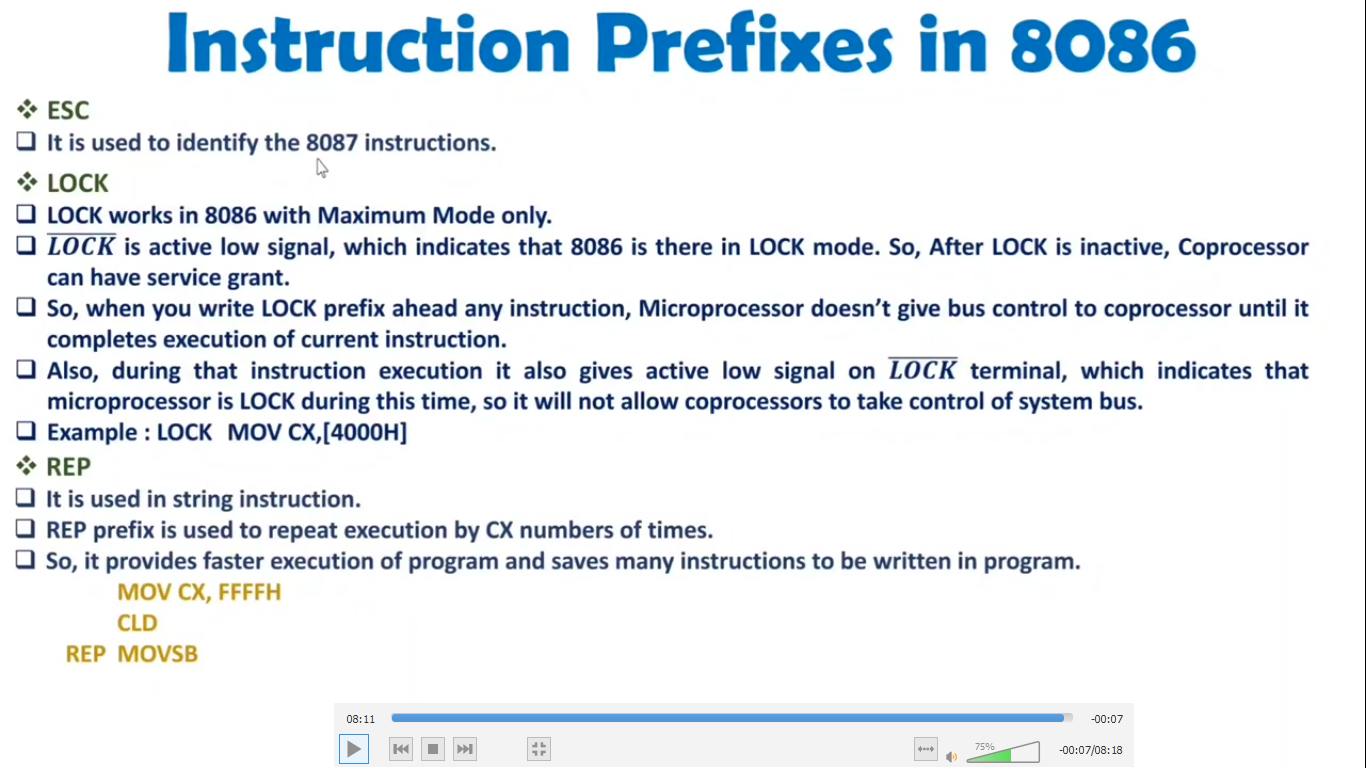 Instruction Prefixes in 8086
❖ ESC
❑ It is used to identify the 8087 instructions.
❖ LOCK
❑ LOCK works in 8086 with Maximum Mode only.
❑ L̅O̅C̅K̅ is active low signal, which indicates that 8086 is there in LOCK mode. So, After LOCK is inactive, Coprocessor
can have service grant.
❑ So, when you write LOCK prefix ahead any instruction, Microprocessor doesn't give bus control to coprocessor until it
completes execution of current instruction.
❑ Also, during that instruction execution it also gives active low signal on L̅O̅C̅K̅ terminal, which indicates that
microprocessor is LOCK during this time, so it will not allow coprocessors to take control of system bus.
❑ Example : LOCK MOV CX,[4000H]
❖ REP
❑ It is used in string instruction.
❑ REP prefix is used to repeat execution by CX numbers of times.
❑ So, it provides faster execution of program and saves many instructions to be written in program.
MOV CX, FFFFH
CLD
REP MOVSB
08:11 -00:07
75% -00:07/08:18